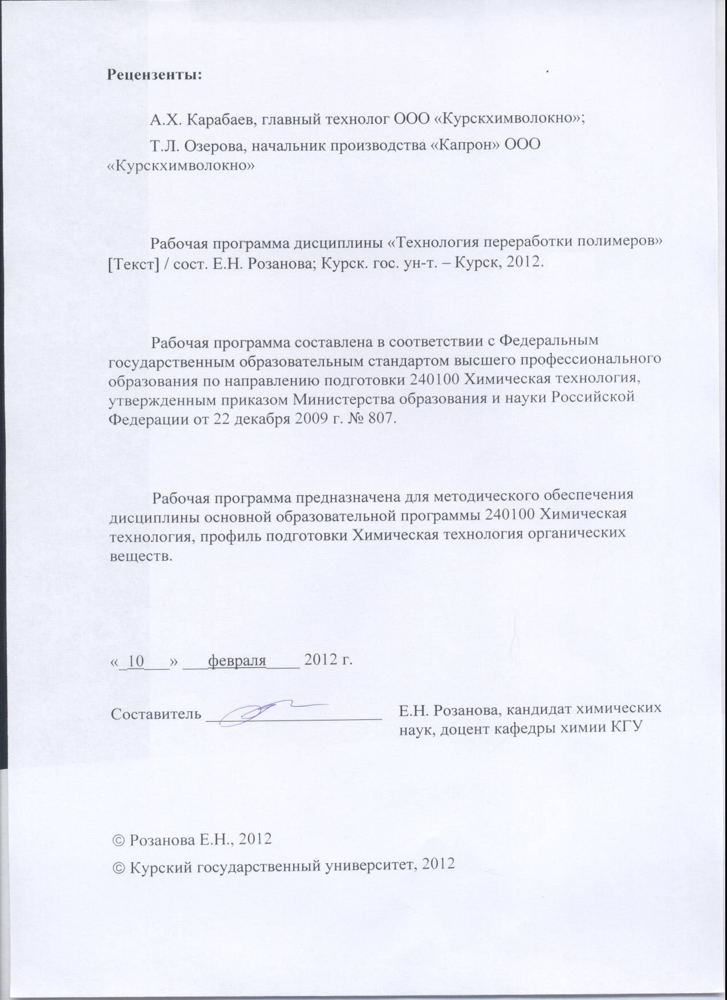 Рецензенты:
А.Х. Карабаев, главный технолог ООО «Курскхимволокно»;
Т.Л. Озерова, начальник производства «Капрон» ООО
«Курскхимволокно»
Рабочая программа дисциплины «Технология переработки полимеров»
[Текст] / сост. Е.Н. Розанова; Курск. гос. ун-т. – Курск, 2012.
Рабочая программа составлена в соответствии с Федеральным
государственным образовательным стандартом высшего профессионального
образования по направлению подготовки 240100 Химическая технология,
утвержденным приказом Министерства образования и науки Российской
Федерации от 22 декабря 2009 г. № 807.
Рабочая программа предназначена для методического обеспечения
дисциплины основной образовательной программы 240100 Химическая
технология, профиль подготовки Химическая технология органических
веществ.
«_10___» ___февраля____ 2012 г.
Составитель ____________________ Е.Н. Розанова, кандидат химических
наук, доцент кафедры химии КГУ
© Розанова Е.Н., 2012
© Курский государственный университет, 2012